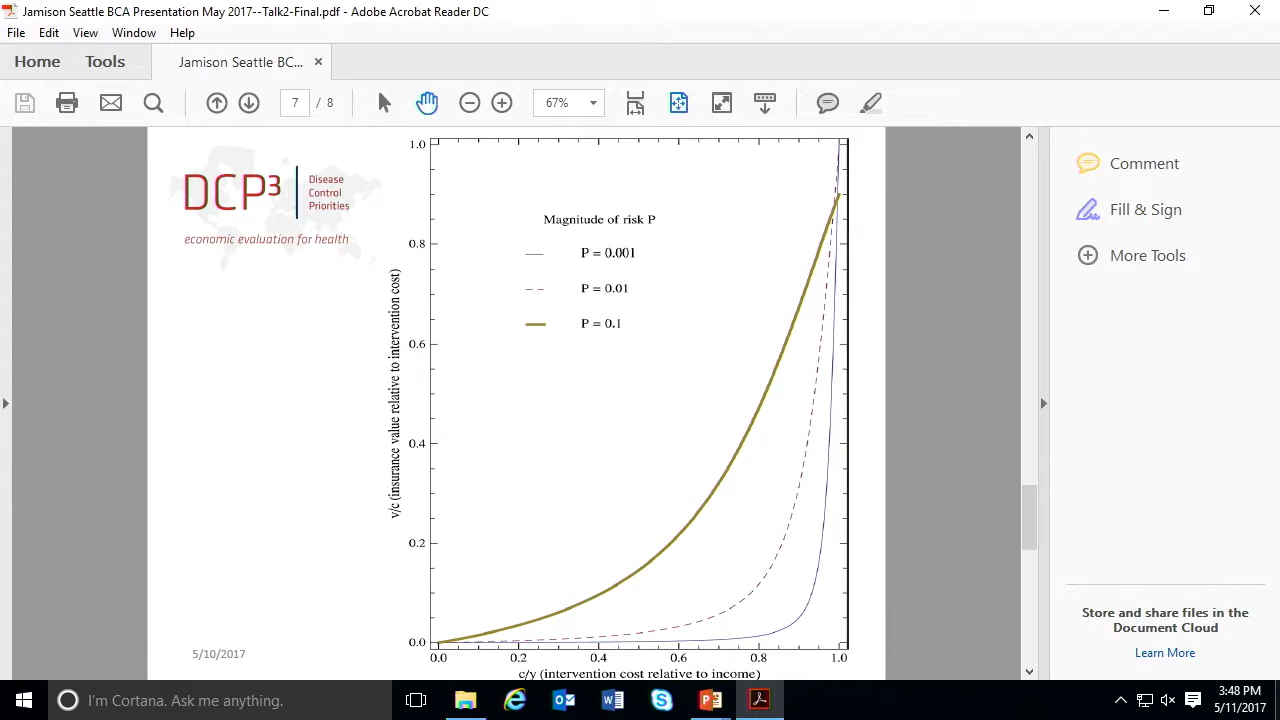 Jamison Seattle BCA Presentation May 2017--Talk2-Final.pdf - Adobe Acrobat Reader DC
File Edit View Window Help
Home Tools Jamison Seattle BC... ×
7 / 8 67%
DCP3
Disease
Control
Priorities
economic evaluation for health
1.0
0.8
0.6
0.4
0.2
0.0
v/c (insurance value relative to intervention cost)
Magnitude of risk P
P = 0.001
P = 0.01
P = 0.1
0.0 0.2 0.4 0.6 0.8 1.0
c/y (intervention cost relative to income)
5/10/2017
Comment
Fill & Sign
More Tools
Store and share files in the
Document Cloud
Learn More
I'm Cortana. Ask me anything.
3:48 PM
5/11/2017